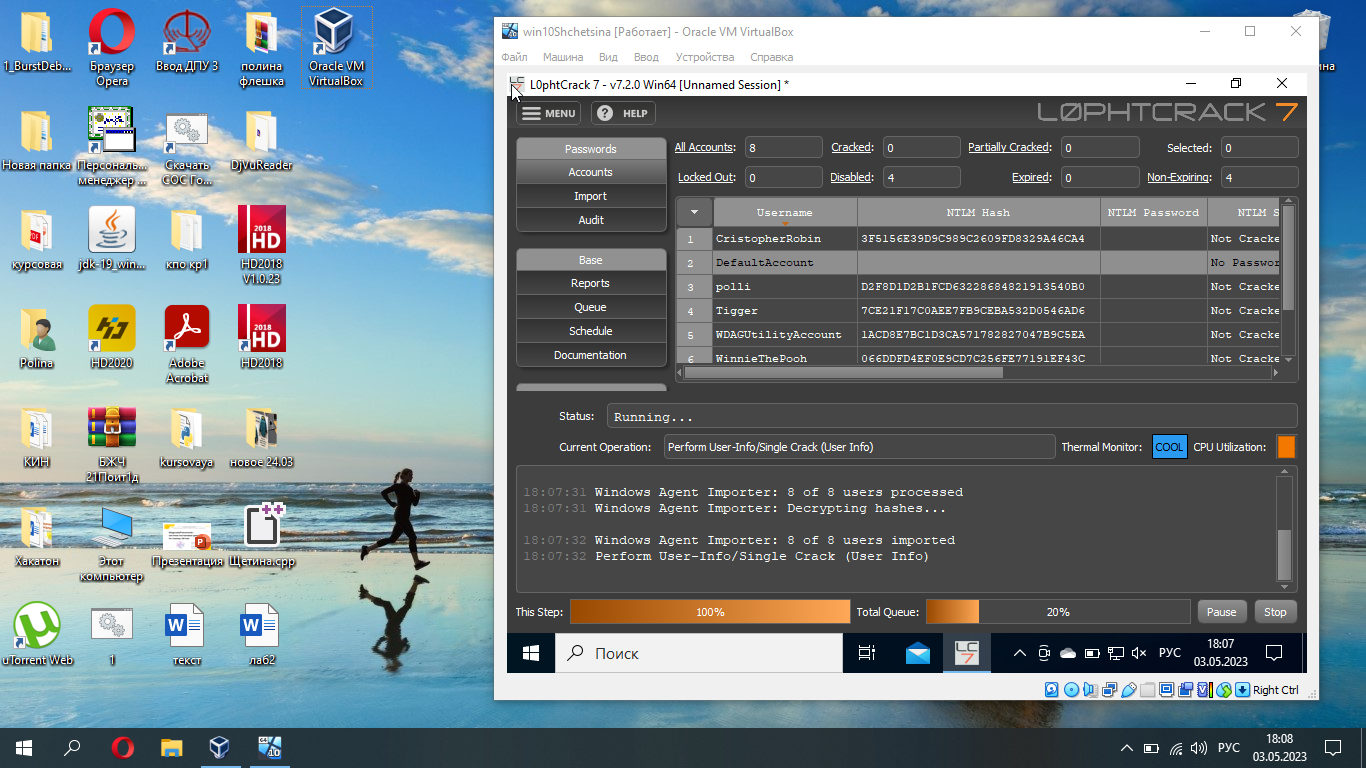 1_BurstDeb...
Браузер
Opera
Ввод ДПУ 3
полина
флешка
Oracle VM
VirtualBox
Новая папка
Персональ...
менеджер ...
Скачать
СОС Го...
DjVuReader
курсовая
jdk-19_win...
кпо кр1
2018
HD
HD2018
V1.0.23
Polina
HD2020
Adobe
Acrobat
2018
HD
HD2018
КИН
БЖЧ
21Поит1д
kursovaya
новое 24.03
Хакатон
Этот
компьютер
Презентация
Щетина.cpp
uTorrent Web
1
текст
лаб2
win10Shchetsina [Работает] - Oracle VM VirtualBox
Файл Машина Вид Ввод Устройства Справка
L0phtCrack 7 - v7.2.0 Win64 [Unnamed Session] *
MENU HELP
L0PHTCRACK 7
Passwords
Accounts
Import
Audit
Base
Reports
Queue
Schedule
Documentation
All Accounts: 8 Cracked: 0 Partially Cracked: 0 Selected: 0
Locked Out: 0 Disabled: 4 Expired: 0 Non-Expiring: 4
Username NTLM Hash NTLM Password NTLM S
1 CristopherRobin 3F5156E39D9C989C2609FD8329A46CA4 Not Cracke
2 DefaultAccount No Passwor
3 polli D2F8D1D2B1FCD63228684821913540B0 Not Cracke
4 Tigger 7CE21F17C0AEE7FB9CEBA532D0546AD6 Not Cracke
5 WDAGUtilityAccount 1ACD8E7BC1D3CA571782827047B9C5EA Not Cracke
6 WinnieThePooh 066DDFD4EF0E9CD7C256FE77191EF43C Not Cracke
Status: Running...
Current Operation: Perform User-Info/Single Crack (User Info) Thermal Monitor: COOL CPU Utilization:
18:07:31 Windows Agent Importer: 8 of 8 users processed
18:07:31 Windows Agent Importer: Decrypting hashes...
18:07:32 Windows Agent Importer: 8 of 8 users imported
18:07:32 Perform User-Info/Single Crack (User Info)
This Step: 100% Total Queue: 20% Pause Stop
Поиск
РУС
18:07
03.05.2023
Right Ctrl
РУС
18:08
03.05.2023